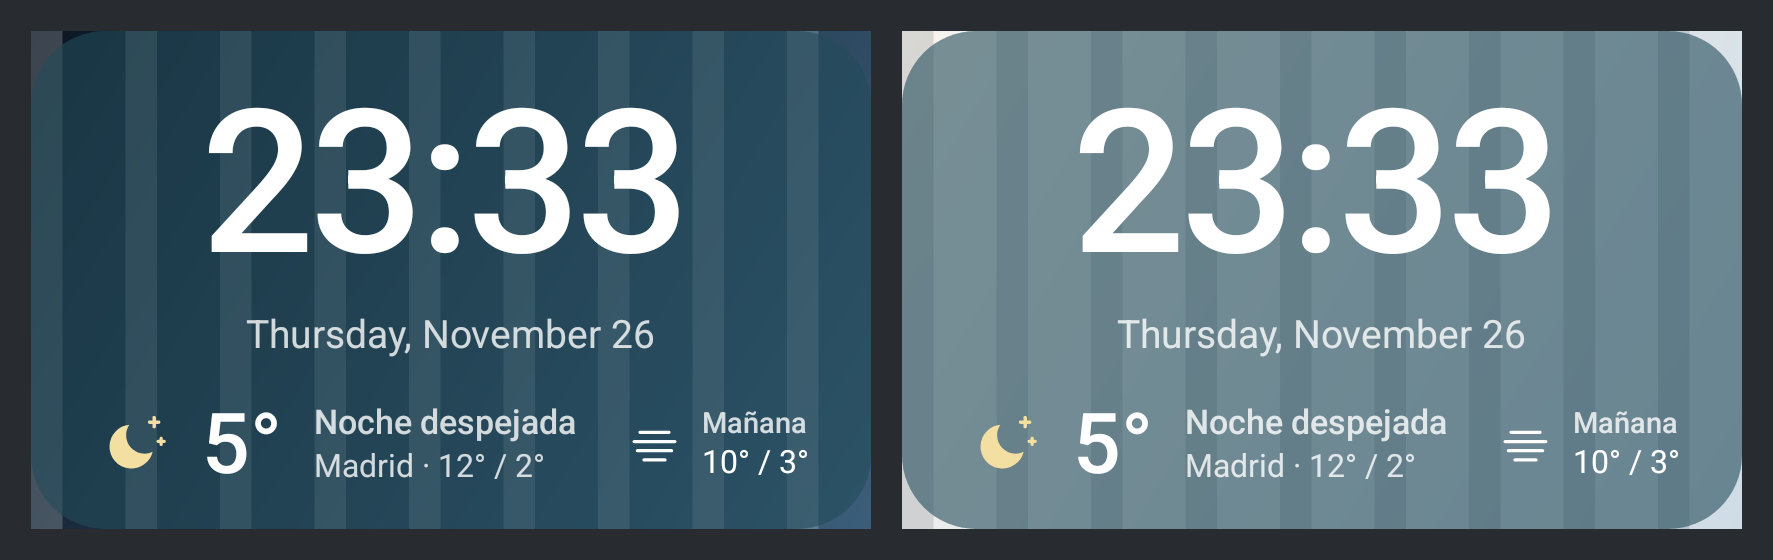 23:33
Thursday, November 26
5°
Noche despejada
Madrid · 12° / 2°
Mañana
10° / 3°
23:33
Thursday, November 26
5°
Noche despejada
Madrid · 12° / 2°
Mañana
10° / 3°